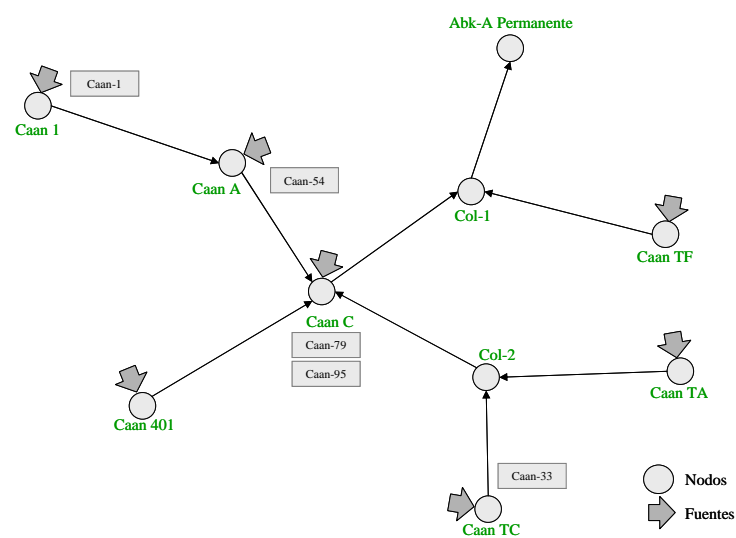 Abk-A Permanente
Caan-1
Caan 1
Caan A
Caan-54
Col-1
Caan TF
Caan C
Caan-79
Caan-95
Col-2
Caan TA
Caan 401
Caan-33
Caan TC
Nodos
Fuentes